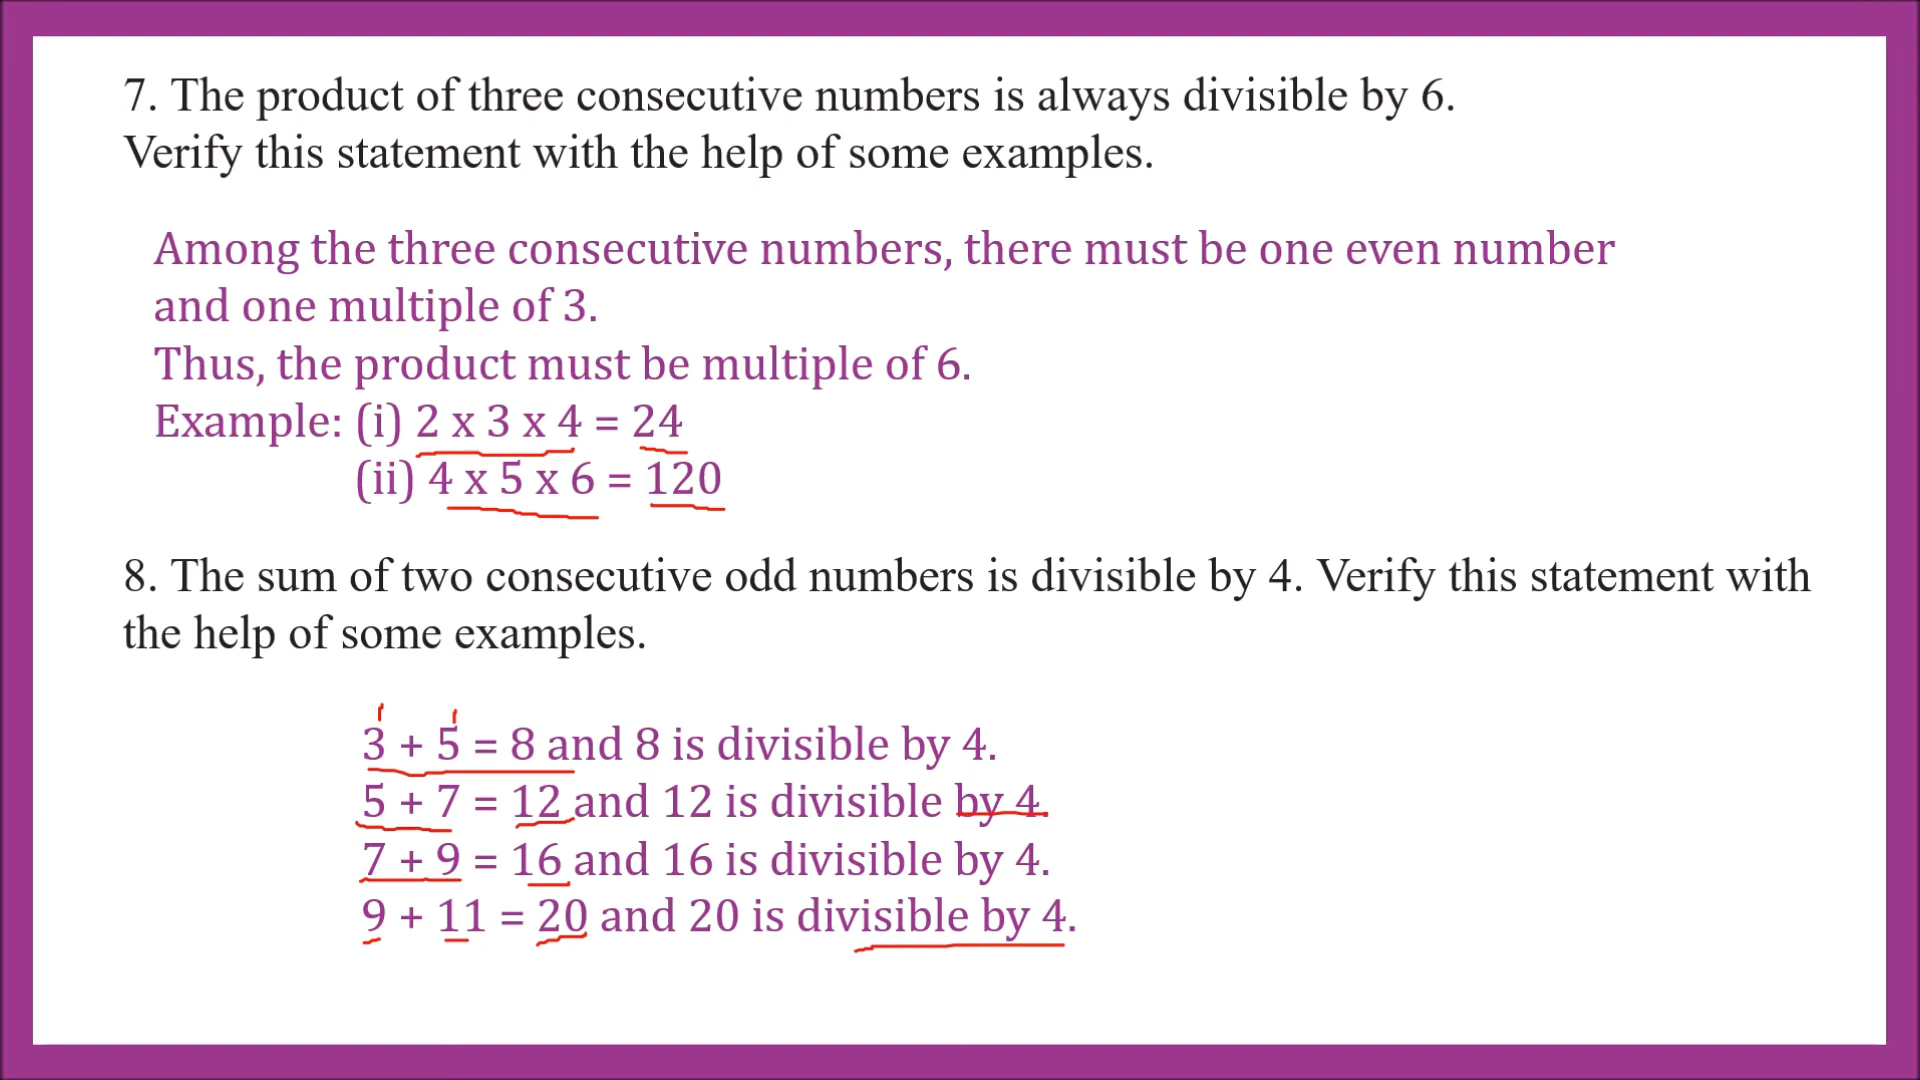 7. The product of three consecutive numbers is always divisible by 6.
Verify this statement with the help of some examples.
Among the three consecutive numbers, there must be one even number
and one multiple of 3.
Thus, the product must be multiple of 6.
Example: (i) 2 x 3 x 4 = 24
(ii) 4 x 5 x 6 = 120
8. The sum of two consecutive odd numbers is divisible by 4. Verify this statement with
the help of some examples.
3 + 5 = 8 and 8 is divisible by 4.
5 + 7 = 12 and 12 is divisible by 4.
7 + 9 = 16 and 16 is divisible by 4.
9 + 11 = 20 and 20 is divisible by 4.